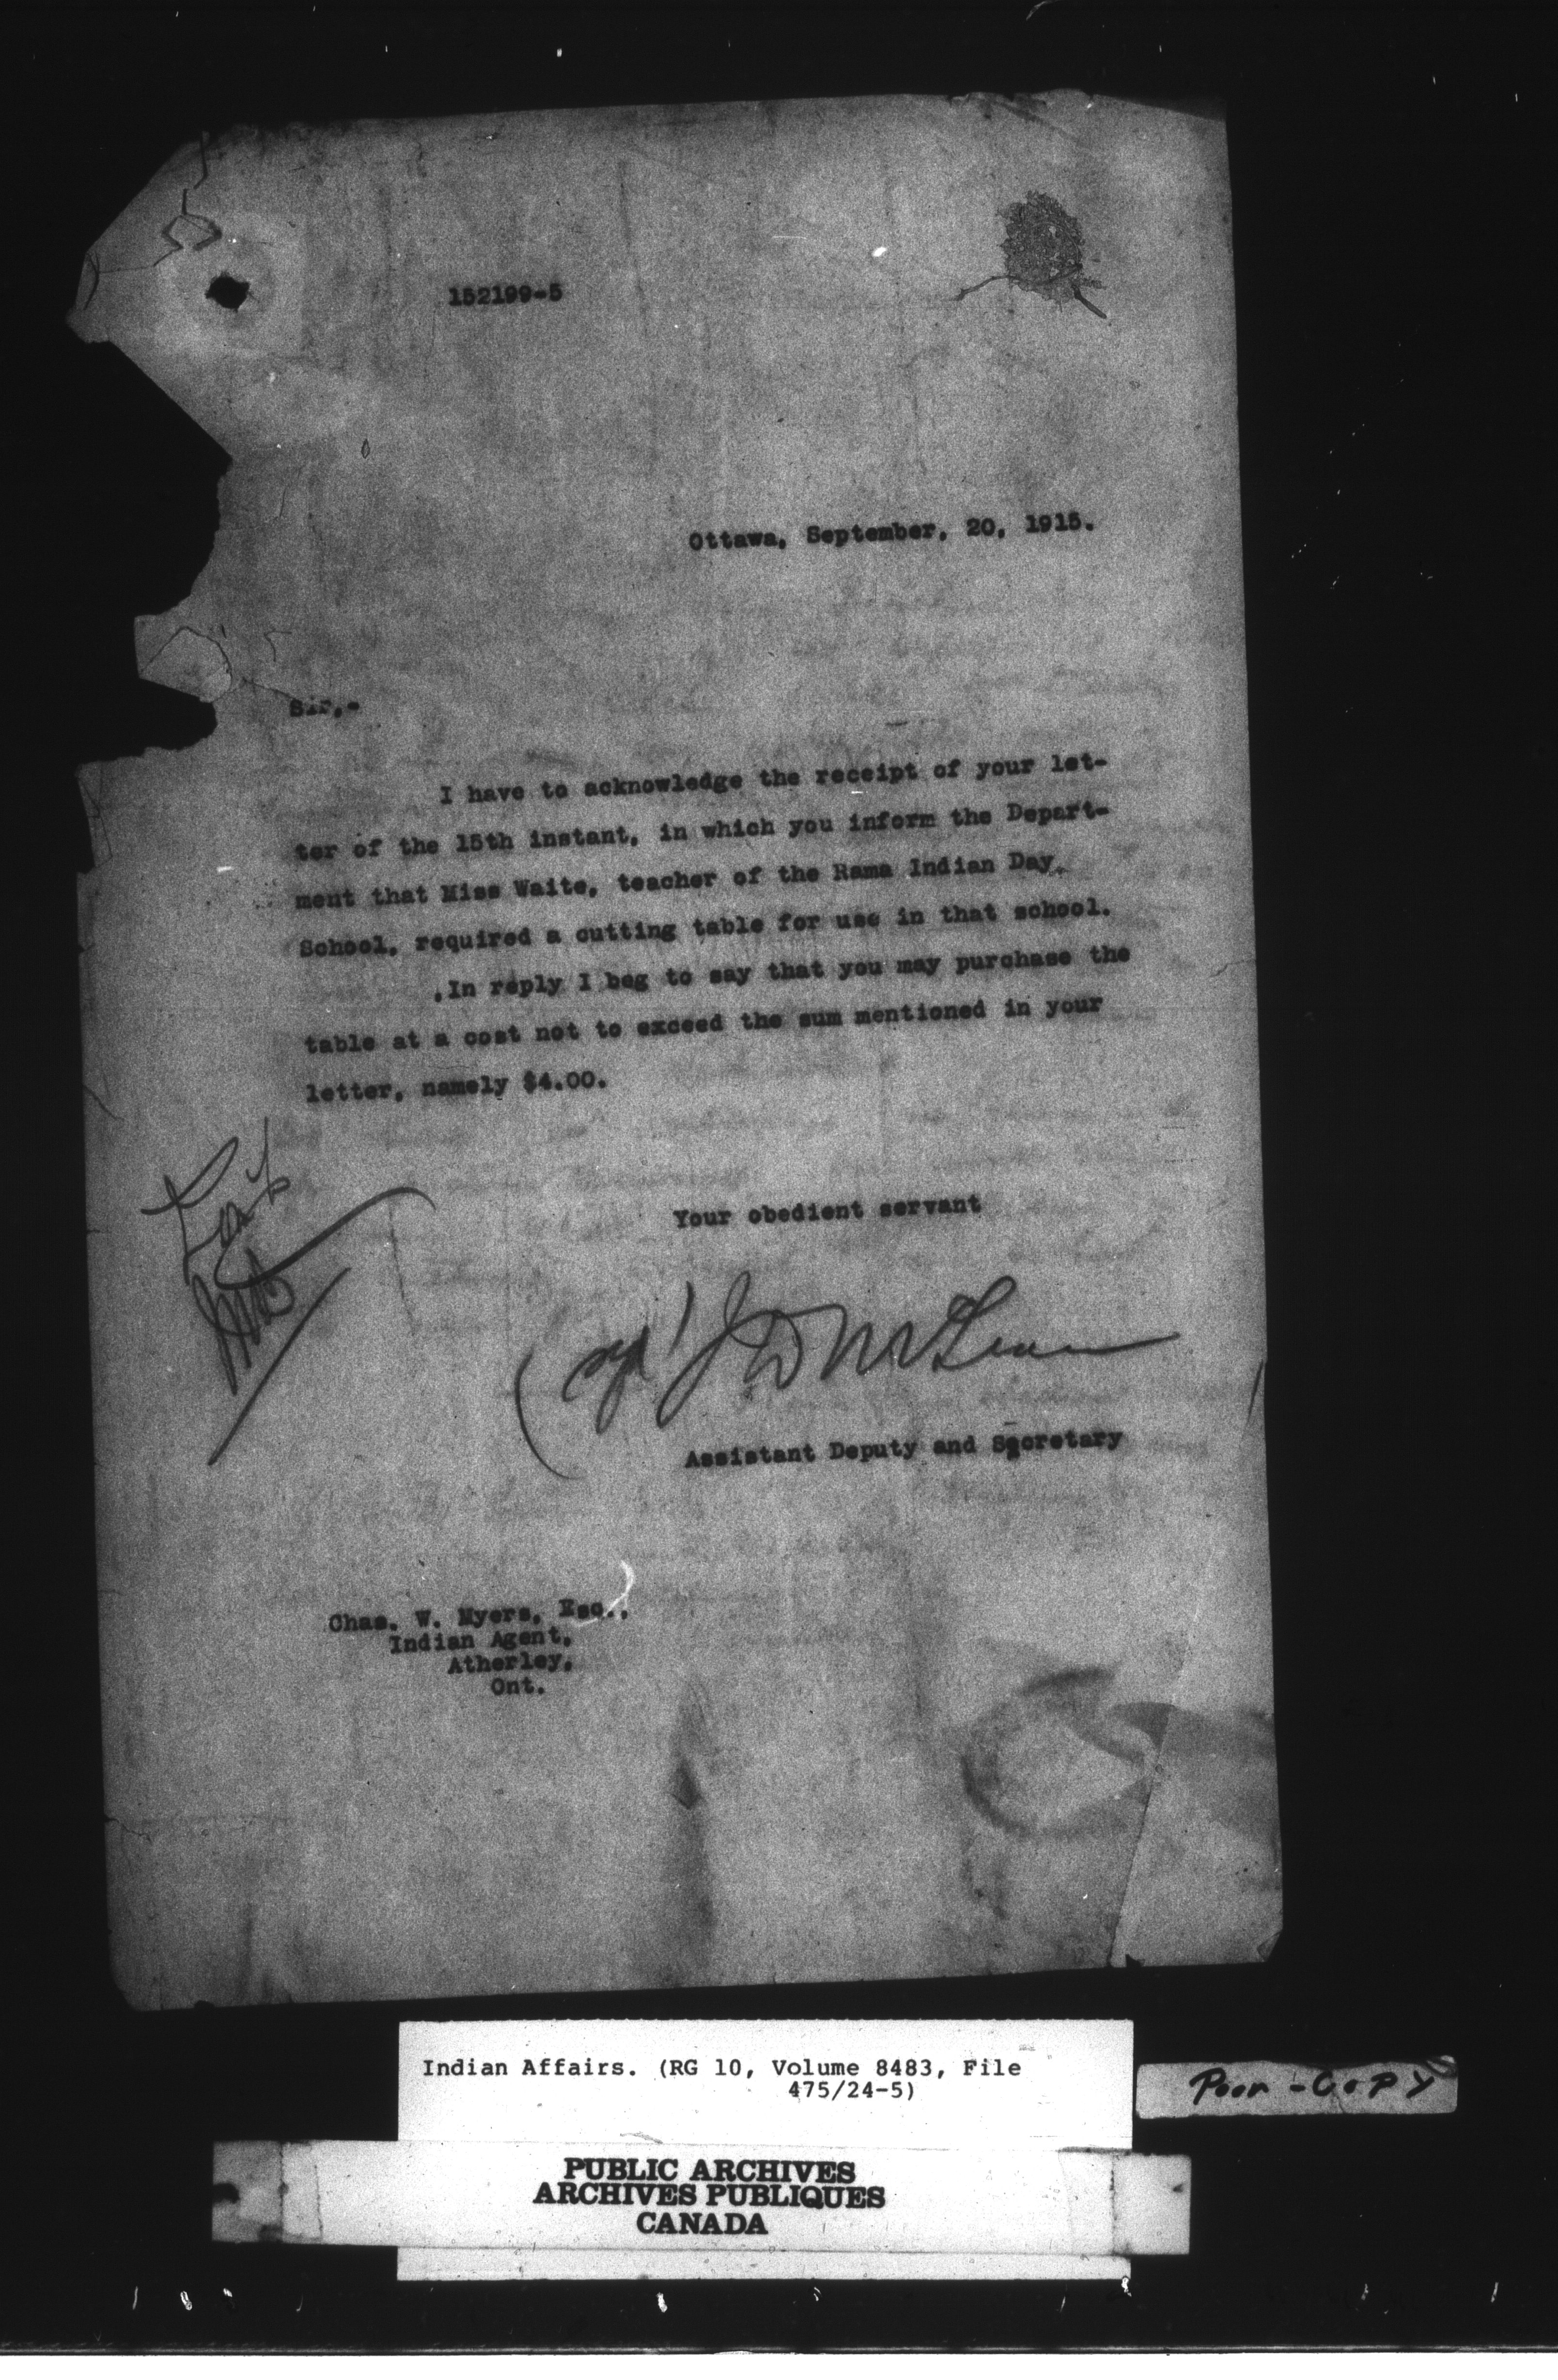 152199-5
Ottawa, September, 20, 1915.
Sir,-
I have to acknowledge the receipt of your let-
ter of the 15th instant, in which you inform the Depart-
ment that Miss Waite, teacher of the Rama Indian Day
School, required a cutting table for use in that school.
In reply I beg to say that you may purchase the
table at a cost not to exceed the sum mentioned in your
letter, namely $4.00.
Your obedient servant
J D McLean
Assistant Deputy and Secretary
Chas. W. Myers, Esq.,
Indian Agent,
Atherley,
Ont.
Indian Affairs. (RG 10, Volume 8483, File
475/24-5)
Poor - COPY
PUBLIC ARCHIVES
ARCHIVES PUBLIQUES
CANADA